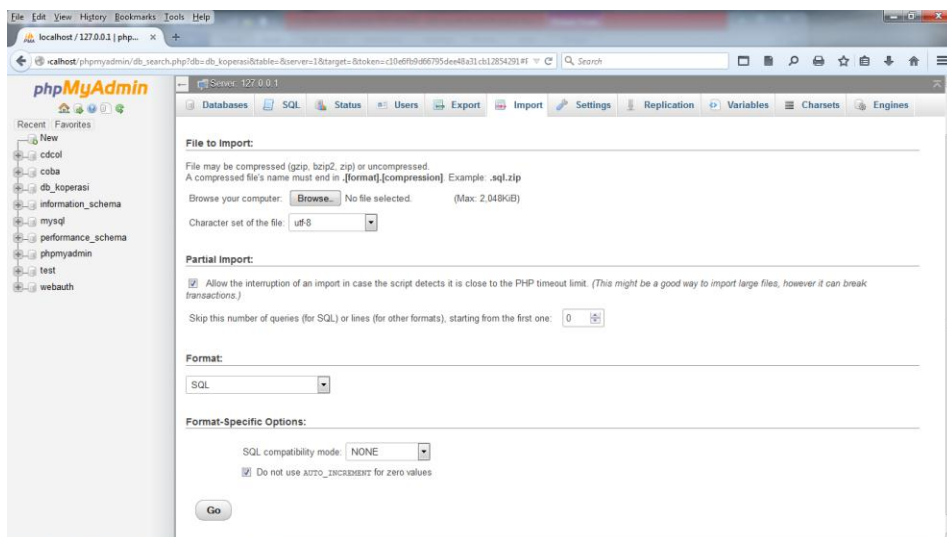 File Edit View History Bookmarks Tools Help
localhost / 127.0.0.1 | php... × +
calhost/phpmyadmin/db_search.php?db=db_koperasi&table=&server=1&target=&token=c10e6fb9d66795dee48a31cb12854291#
Search
phpMyAdmin
Recent Favorites
New
cdcol
coba
db_koperasi
information_schema
mysql
performance_schema
phpmyadmin
test
webauth
Server: 127.0.0.1
Databases SQL Status Users Export Import Settings Replication Variables Charsets Engines
File to Import:
File may be compressed (gzip, bzip2, zip) or uncompressed.
A compressed file's name must end in .[format].[compression]. Example: .sql.zip
Browse your computer: Browse... No file selected. (Max: 2,048KiB)
Character set of the file: utf-8
Partial Import:
Allow the interruption of an import in case the script detects it is close to the PHP timeout limit. (This might be a good way to import large files, however it can break
transactions.)
Skip this number of queries (for SQL) or lines (for other formats), starting from the first one: 0
Format:
SQL
Format-Specific Options:
SQL compatibility mode: NONE
Do not use AUTO_INCREMENT for zero values
Go